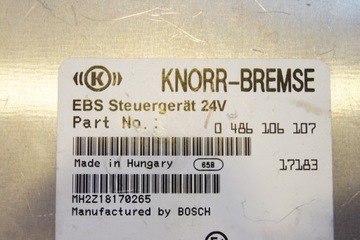 ((K)) KNORR-BREMSE
EBS Steuergerät 24V
Part No.: 0 486 106 107
Made in Hungary 658 17183
MH2Z18170265
Manufactured by BOSCH